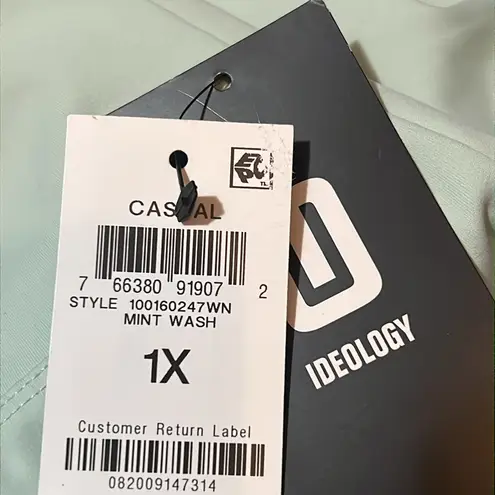 CASUAL
7 66380 91907 2
STYLE 100160247WN
MINT WASH
1X
Customer Return Label
082009147314
IDEOLOGY